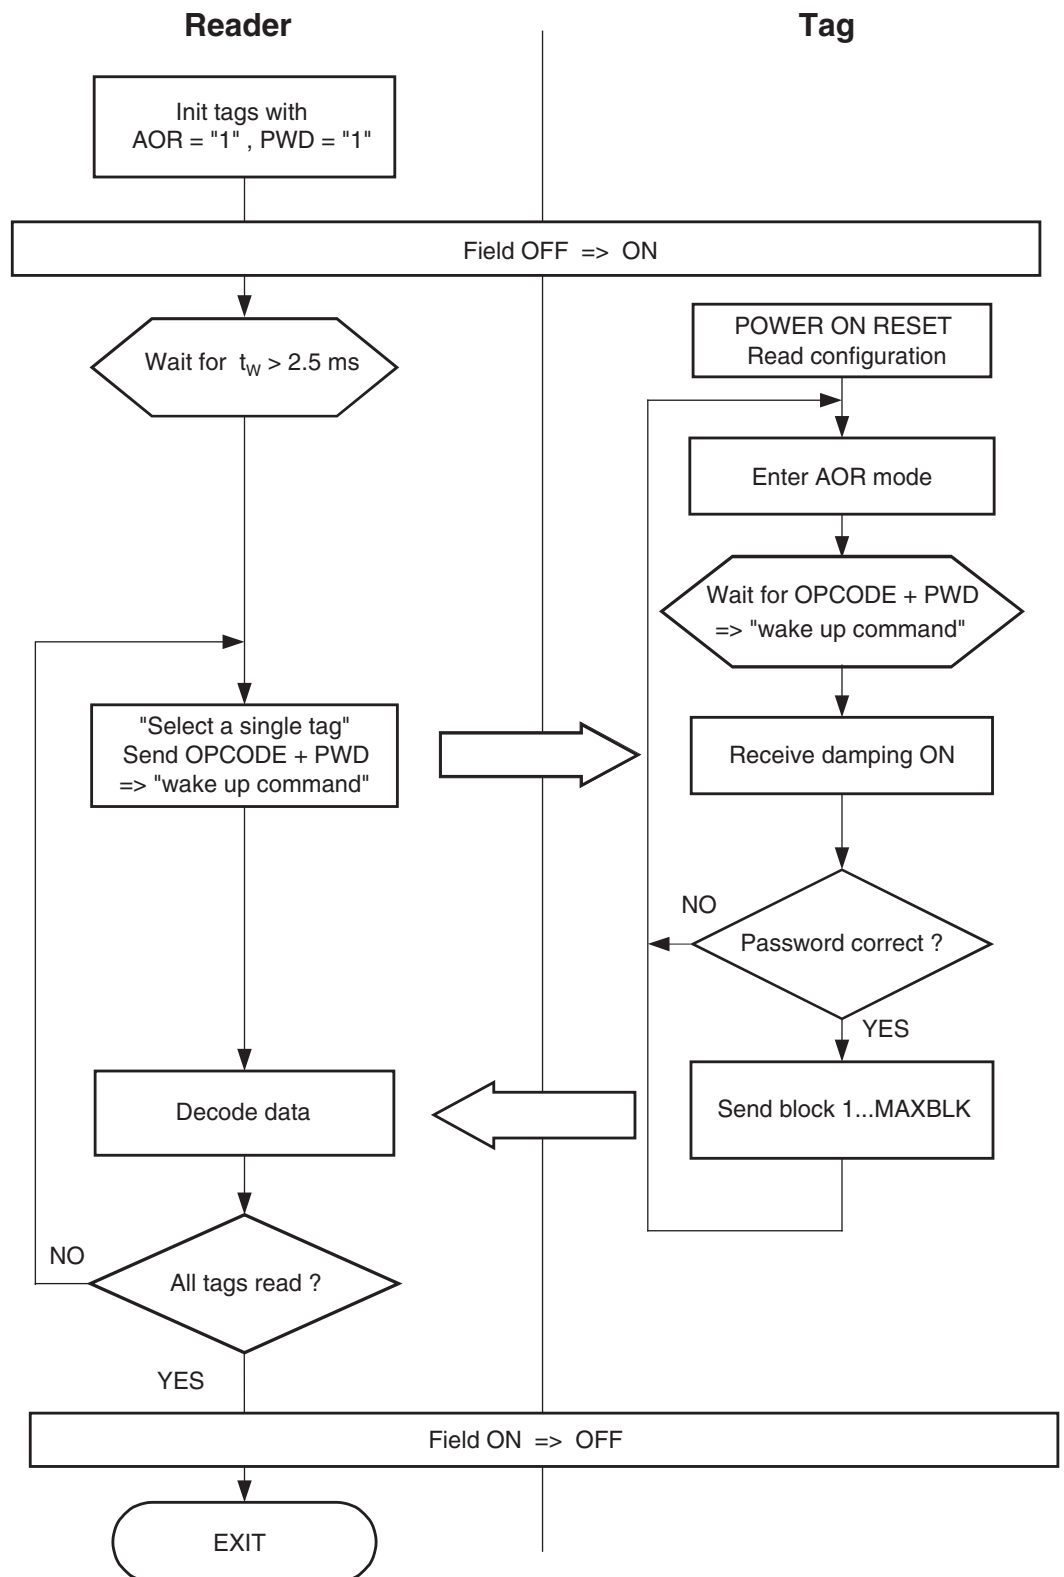 Reader
Tag
Init tags with
AOR = "1" , PWD = "1"
Field OFF => ON
Wait for tW > 2.5 ms
POWER ON RESET
Read configuration
Enter AOR mode
Wait for OPCODE + PWD
=> "wake up command"
"Select a single tag"
Send OPCODE + PWD
=> "wake up command"
Receive damping ON
NO
Password correct ?
YES
Send block 1...MAXBLK
Decode data
NO
All tags read ?
YES
Field ON => OFF
EXIT